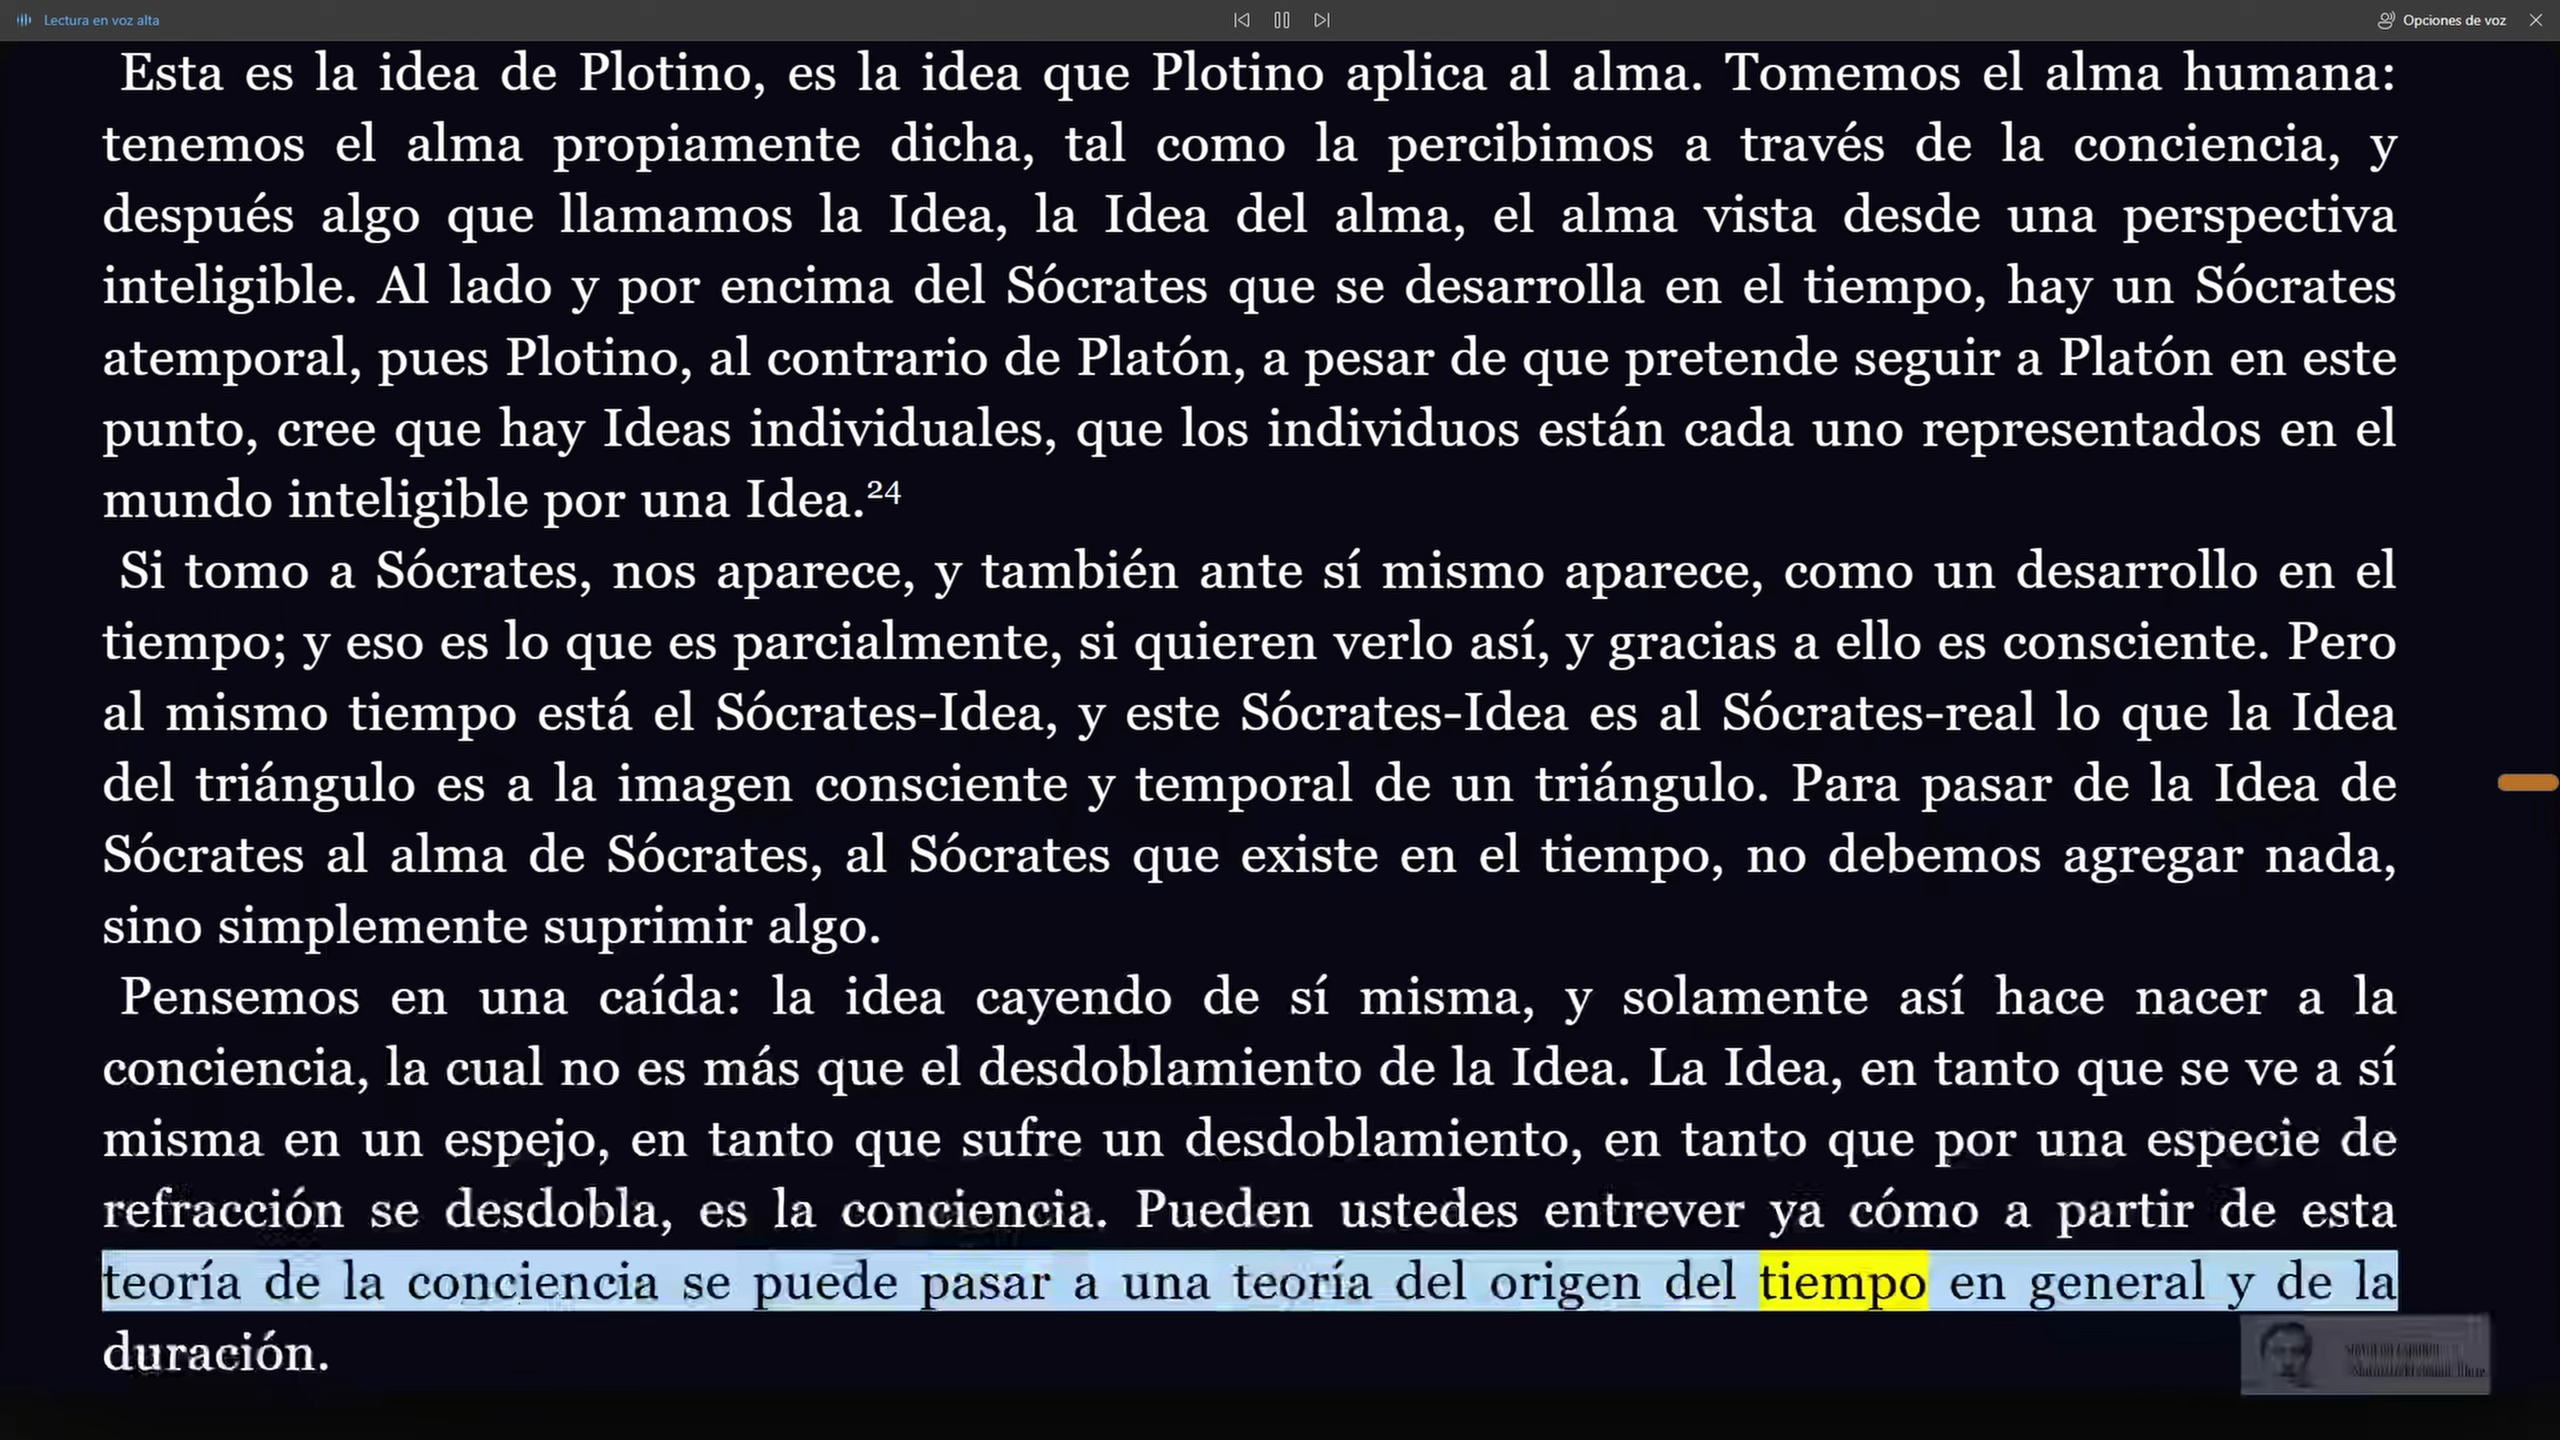 Lectura en voz alta
Opciones de voz
Esta es la idea de Plotino, es la idea que Plotino aplica al alma. Tomemos el alma humana:
tenemos el alma propiamente dicha, tal como la percibimos a través de la conciencia, y
después algo que llamamos la Idea, la Idea del alma, el alma vista desde una perspectiva
inteligible. Al lado y por encima del Sócrates que se desarrolla en el tiempo, hay un Sócrates
atemporal, pues Plotino, al contrario de Platón, a pesar de que pretende seguir a Platón en este
punto, cree que hay Ideas individuales, que los individuos están cada uno representados en el
mundo inteligible por una Idea.²⁴
Si tomo a Sócrates, nos aparece, y también ante sí mismo aparece, como un desarrollo en el
tiempo; y eso es lo que es parcialmente, si quieren verlo así, y gracias a ello es consciente. Pero
al mismo tiempo está el Sócrates-Idea, y este Sócrates-Idea es al Sócrates-real lo que la Idea
del triángulo es a la imagen consciente y temporal de un triángulo. Para pasar de la Idea de
Sócrates al alma de Sócrates, al Sócrates que existe en el tiempo, no debemos agregar nada,
sino simplemente suprimir algo.
Pensemos en una caída: la idea cayendo de sí misma, y solamente así hace nacer a la
conciencia, la cual no es más que el desdoblamiento de la Idea. La Idea, en tanto que se ve a sí
misma en un espejo, en tanto que sufre un desdoblamiento, en tanto que por una especie de
refracción se desdobla, es la conciencia. Pueden ustedes entrever ya cómo a partir de esta
teoría de la conciencia se puede pasar a una teoría del origen del tiempo en general y de la
duración.